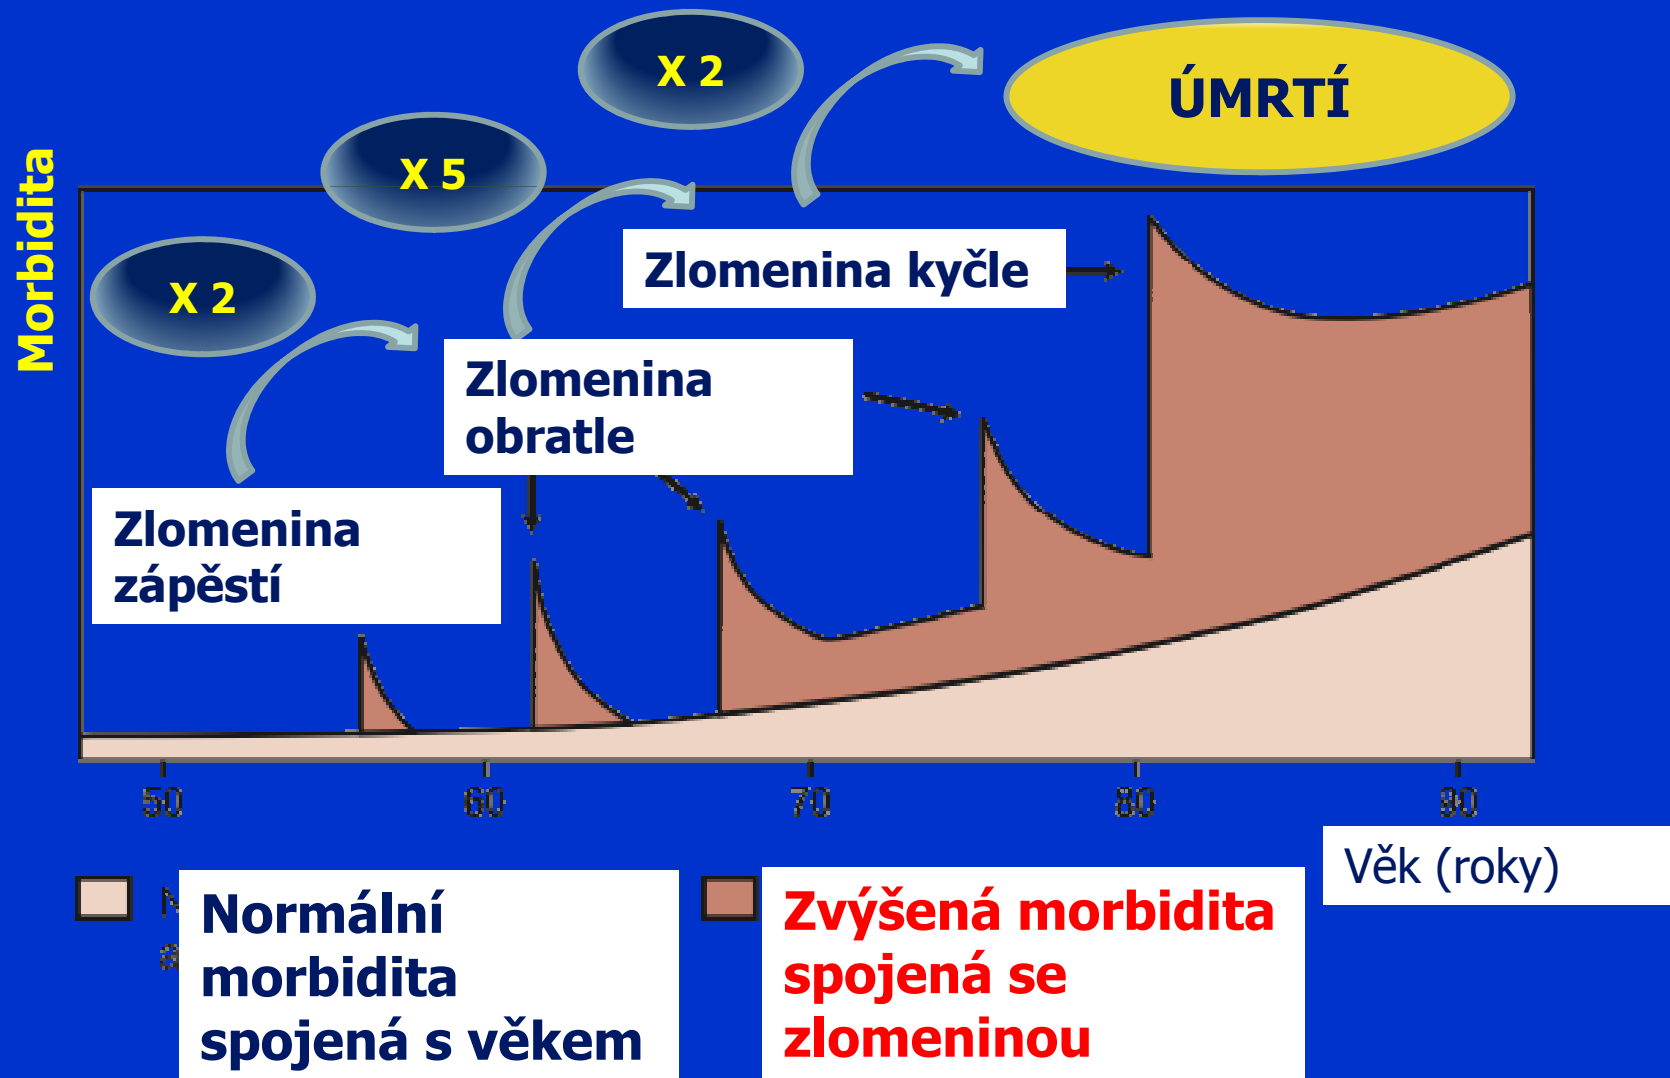 X 2
ÚMRTÍ
X 5
Morbidita
X 2
Zlomenina kyčle
Zlomenina
obratle
Zlomenina
zápěstí
50 60 70 80 90
Věk (roky)
Normální
morbidita
spojená s věkem
Zvýšená morbidita
spojená se
zlomeninou